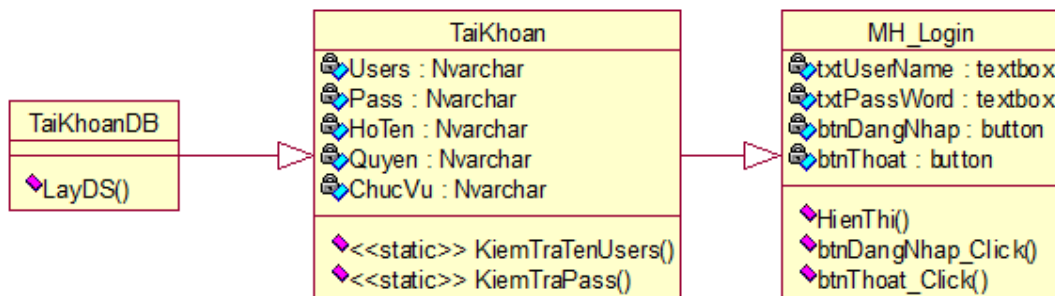 TaiKhoanDB
LayDS()
TaiKhoan
Users : Nvarchar
Pass : Nvarchar
HoTen : Nvarchar
Quyen : Nvarchar
ChucVu : Nvarchar
<<static>> KiemTraTenUsers()
<<static>> KiemTraPass()
MH_Login
txtUserName : textbox
txtPassWord : textbox
btnDangNhap : button
btnThoat : button
HienThi()
btnDangNhap_Click()
btnThoat_Click()